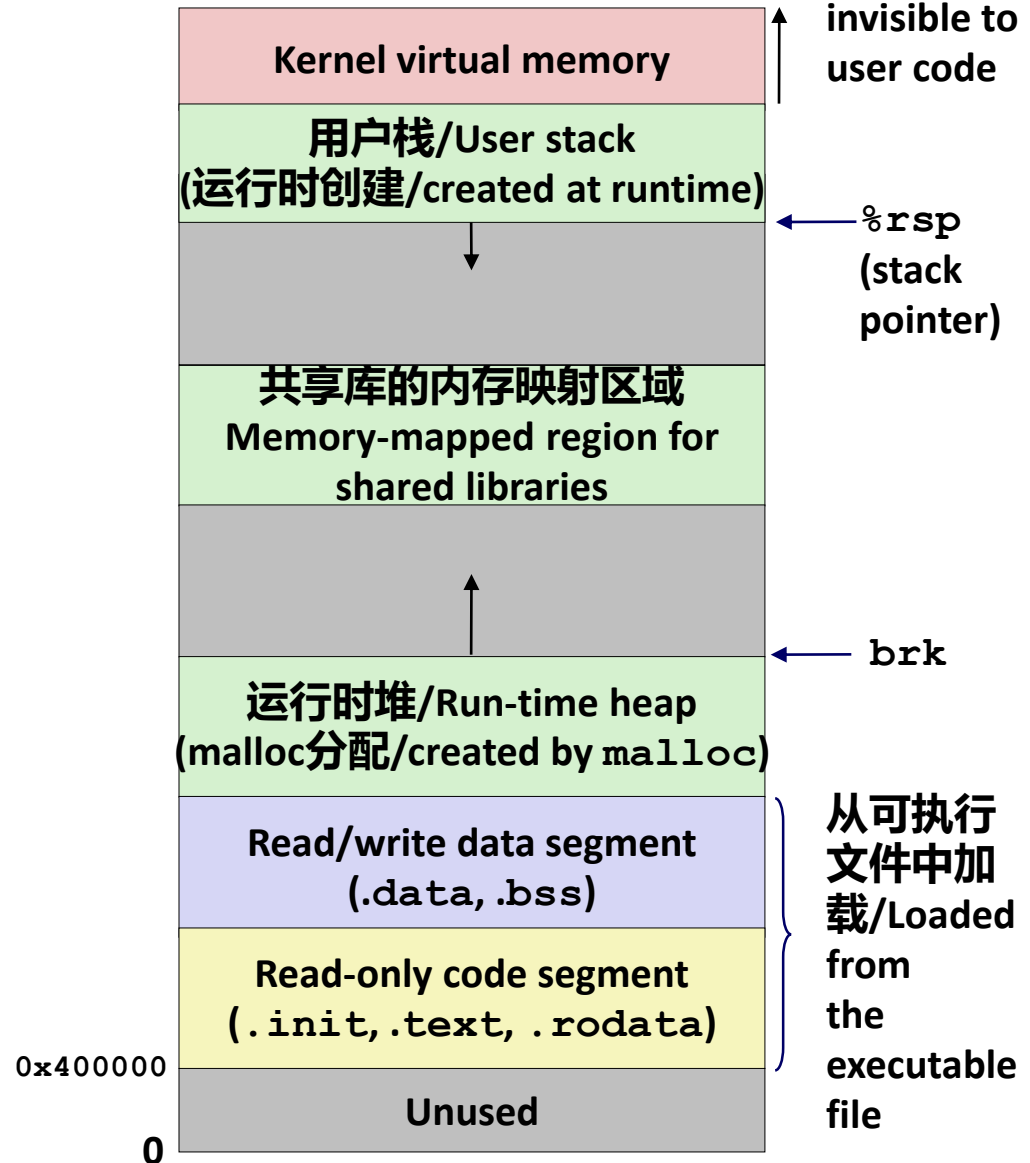 invisible to
user code
Kernel virtual memory
用户栈/User stack
(运行时创建/created at runtime)
%rsp
(stack
pointer)
共享库的内存映射区域
Memory-mapped region for
shared libraries
brk
运行时堆/Run-time heap
(malloc分配/created by malloc)
Read/write data segment
(.data, .bss)
从可执行
文件中加
载/Loaded
from
the
executable
file
Read-only code segment
(.init, .text, .rodata)
0x400000
Unused
0